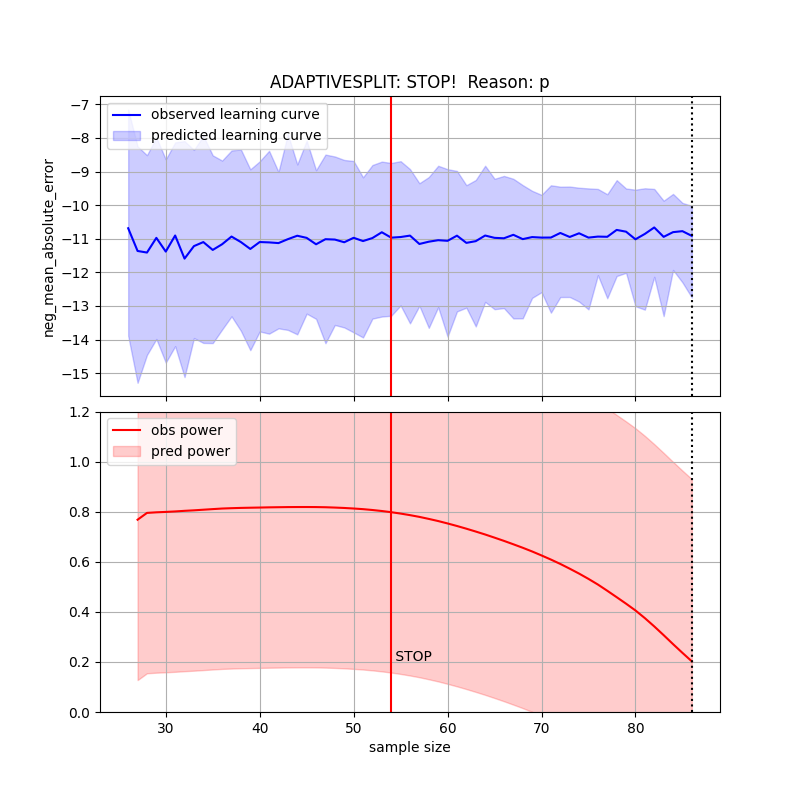 ADAPTIVESPLIT: STOP!  Reason: p
observed learning curve
predicted learning curve
neg_mean_absolute_error
−7
−8
−9
−10
−11
−12
−13
−14
−15
obs power
pred power
1.2
1.0
0.8
0.6
0.4
0.2
0.0
STOP
30 40 50 60 70 80
sample size